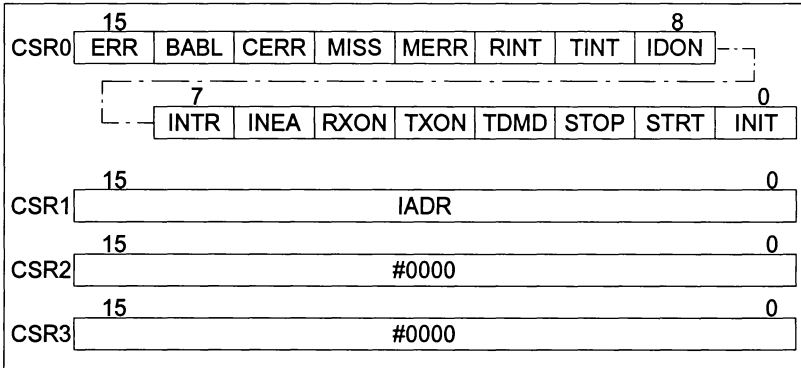 15 8
CSR0 ERR BABL CERR MISS MERR RINT TINT IDON
7 0
INTR INEA RXON TXON TDMD STOP STRT INIT
15 0
CSR1 IADR
15 0
CSR2 #0000
15 0
CSR3 #0000